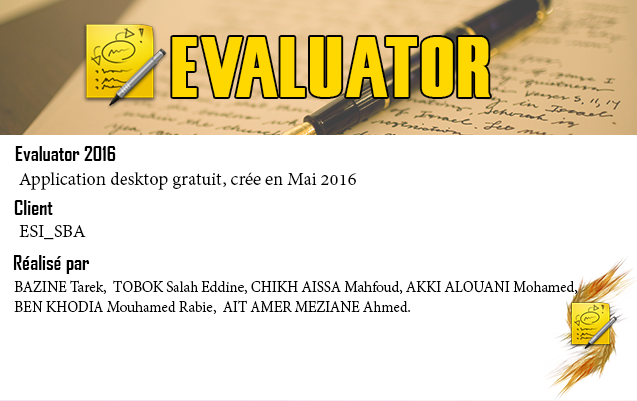 EVALUATOR
Evaluator 2016
Application desktop gratuit, crée en Mai 2016
Client
ESI_SBA
Réalisé par
BAZINE Tarek, TOBOK Salah Eddine, CHIKH AISSA Mahfoud, AKKI ALOUANI Mohamed,
BEN KHODIA Mouhamed Rabie, AIT AMER MEZIANE Ahmed.